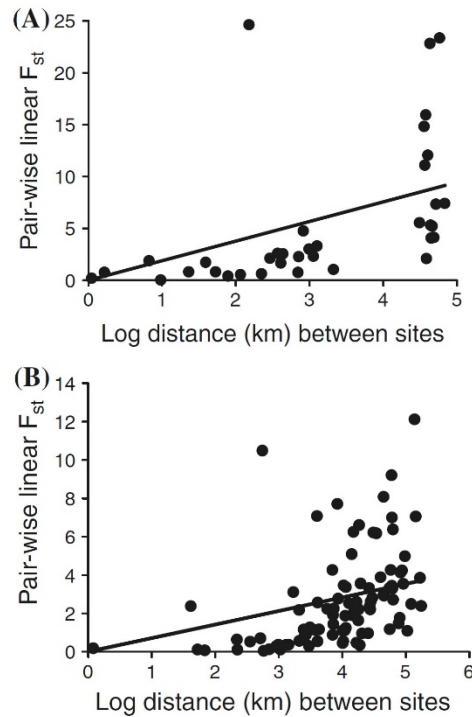 (A)
Pair-wise linear Fst
25
20
15
10
5
0
0 1 2 3 4 5
Log distance (km) between sites
(B)
Pair-wise linear Fst
14
12
10
8
6
4
2
0
0 1 2 3 4 5 6
Log distance (km) between sites